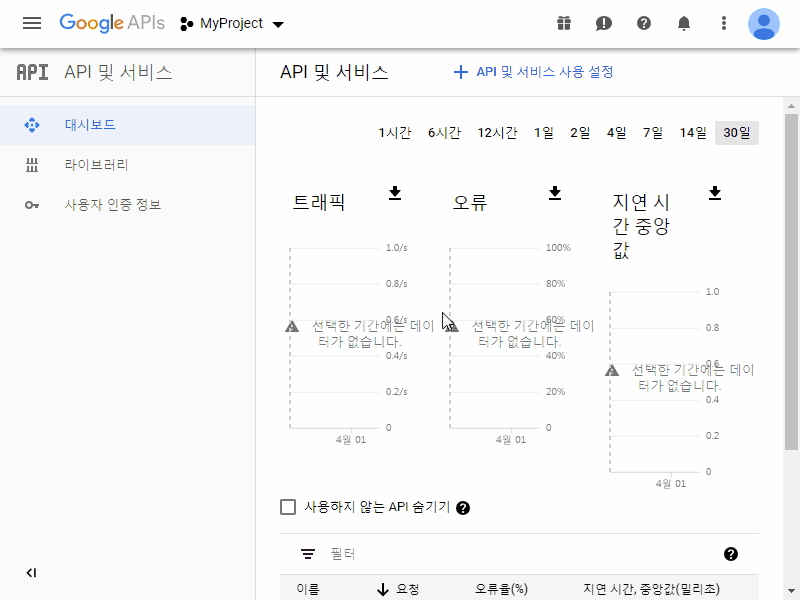 Google APIs
MyProject
API
API 및 서비스
API 및 서비스
API 및 서비스 사용 설정
대시보드
라이브러리
사용자 인증 정보
1시간 6시간 12시간 1일 2일 4일 7일 14일 30일
트래픽
1.0/s
0.8/s
0.6/s
선택한 기간에는 데이
터가 없습니다.
0.4/s
0.2/s
0
4월 01
오류
100%
80%
60%
선택한 기간에는 데이
터가 없습니다.
40%
20%
0
4월 01
지연 시
간 중앙
값
1.0
0.8
0.6
선택한 기간에는 데이
터가 없습니다.
0.4
0.2
0
4월 01
사용하지 않는 API 숨기기
필터
이름 요청 오류율(%) 지연 시간, 중앙값(밀리초)